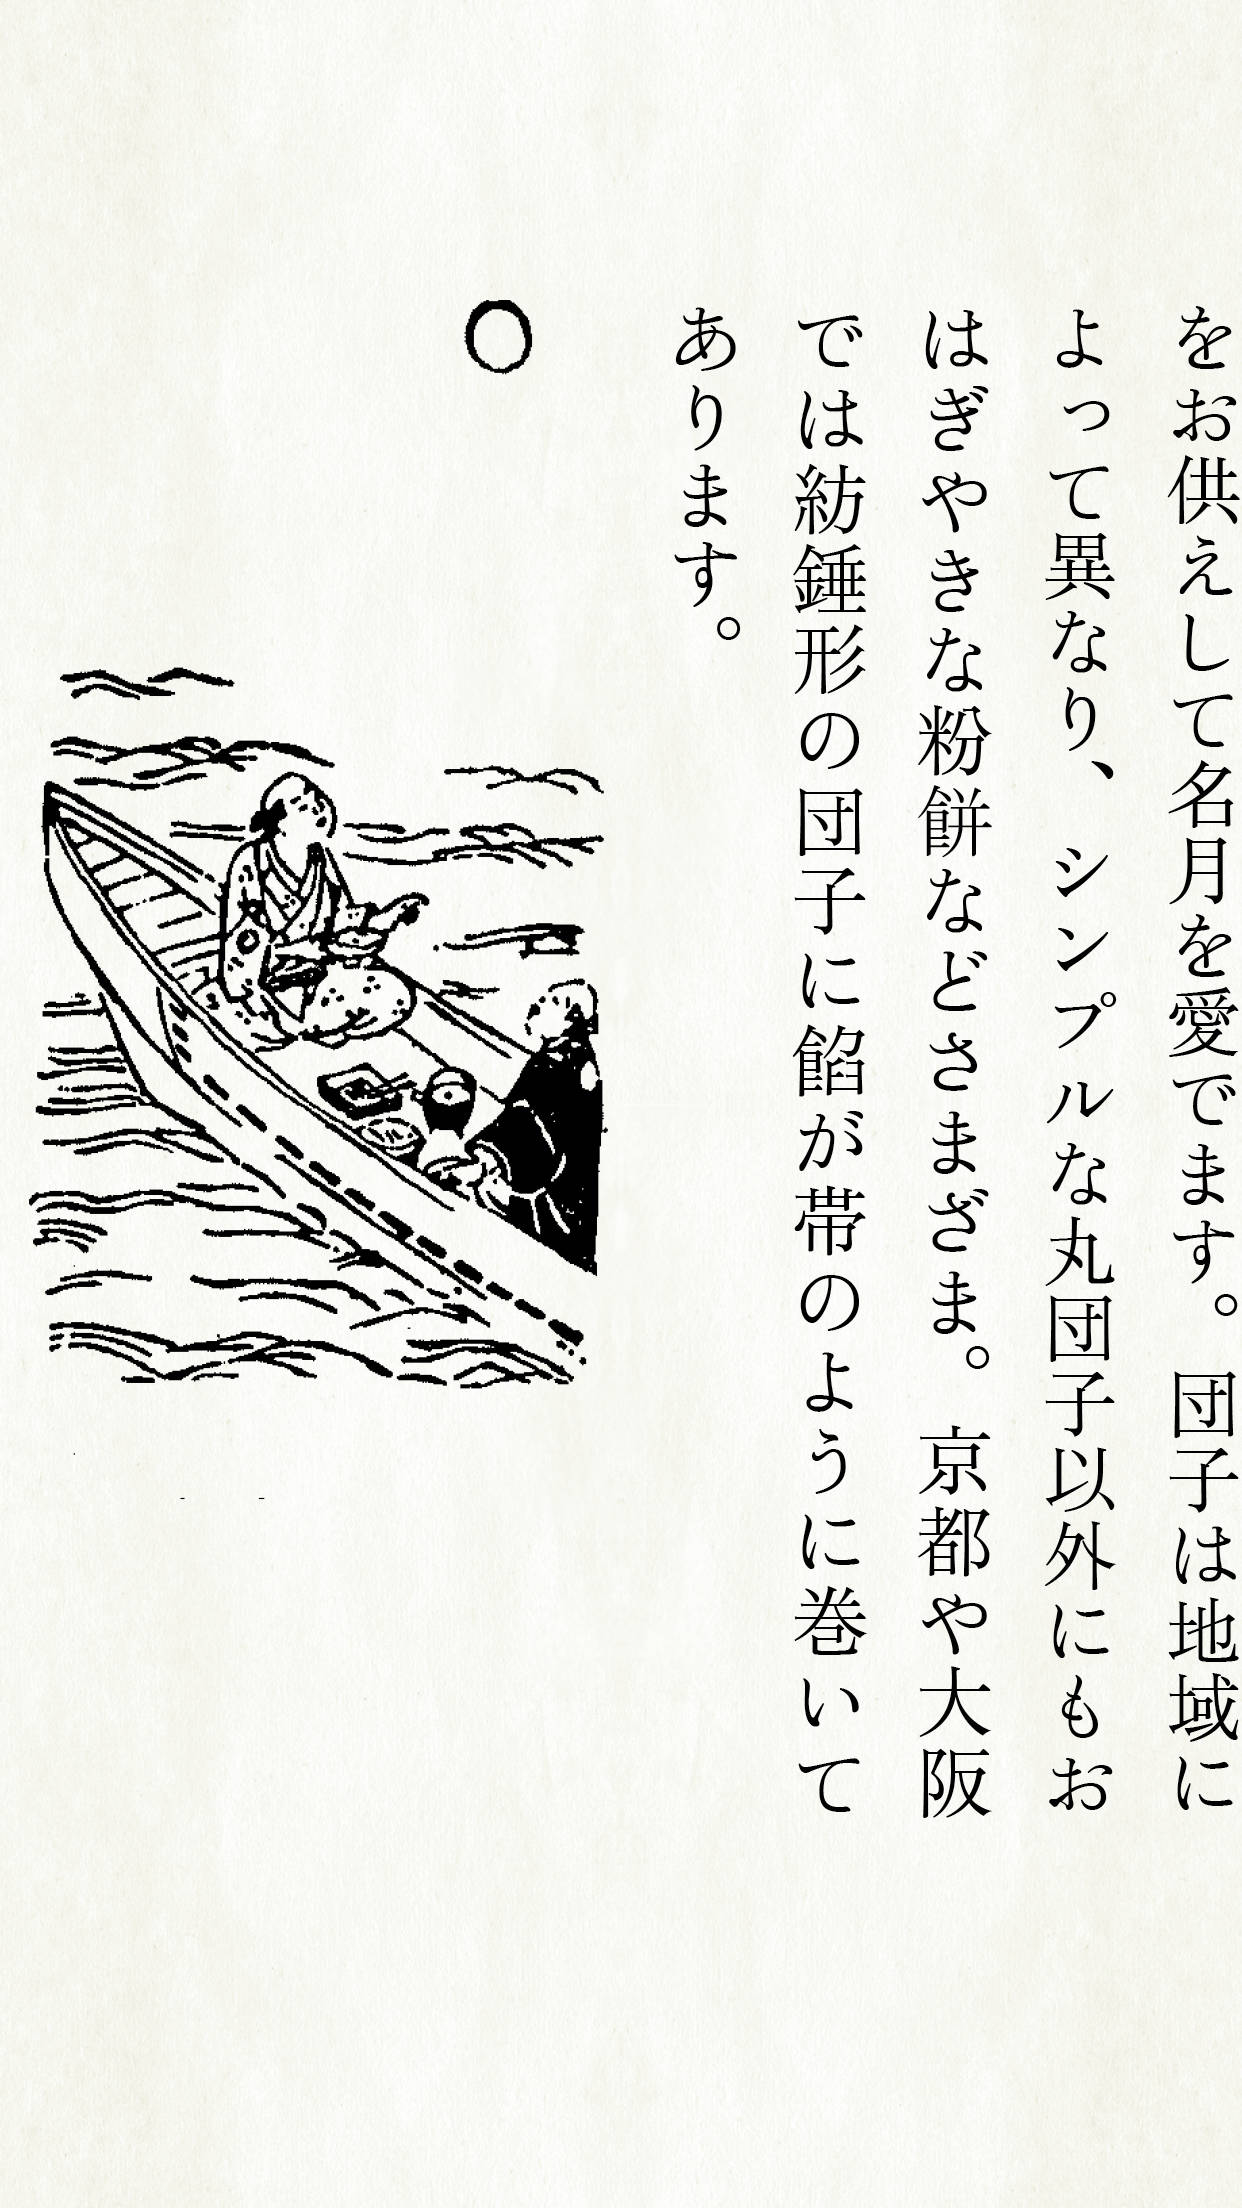 をお供えして名月を愛でます。団子は地域に
よって異なり、シンプルな丸団子以外にもお
はぎやきな粉餅などさまざま。京都や大阪
では紡錘形の団子に餡が帯のように巻いて
あります。